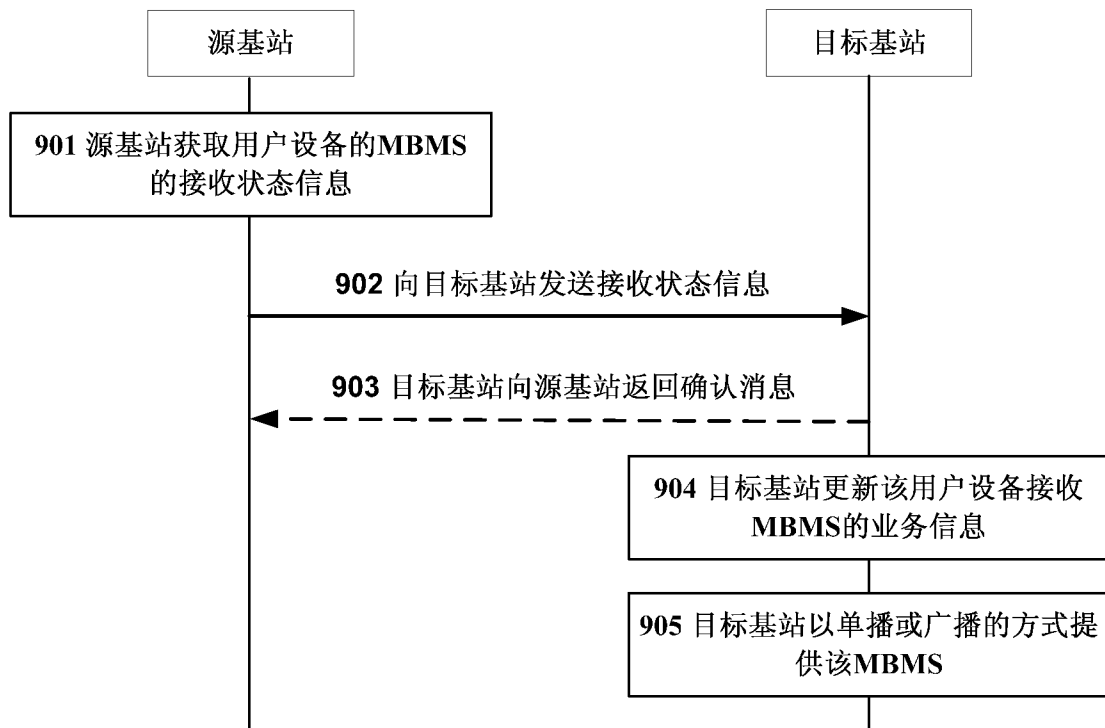 源基站
目标基站
901 源基站获取用户设备的MBMS
的接收状态信息
902 向目标基站发送接收状态信息
903 目标基站向源基站返回确认消息
904 目标基站更新该用户设备接收
MBMS的业务信息
905 目标基站以单播或广播的方式提
供该MBMS